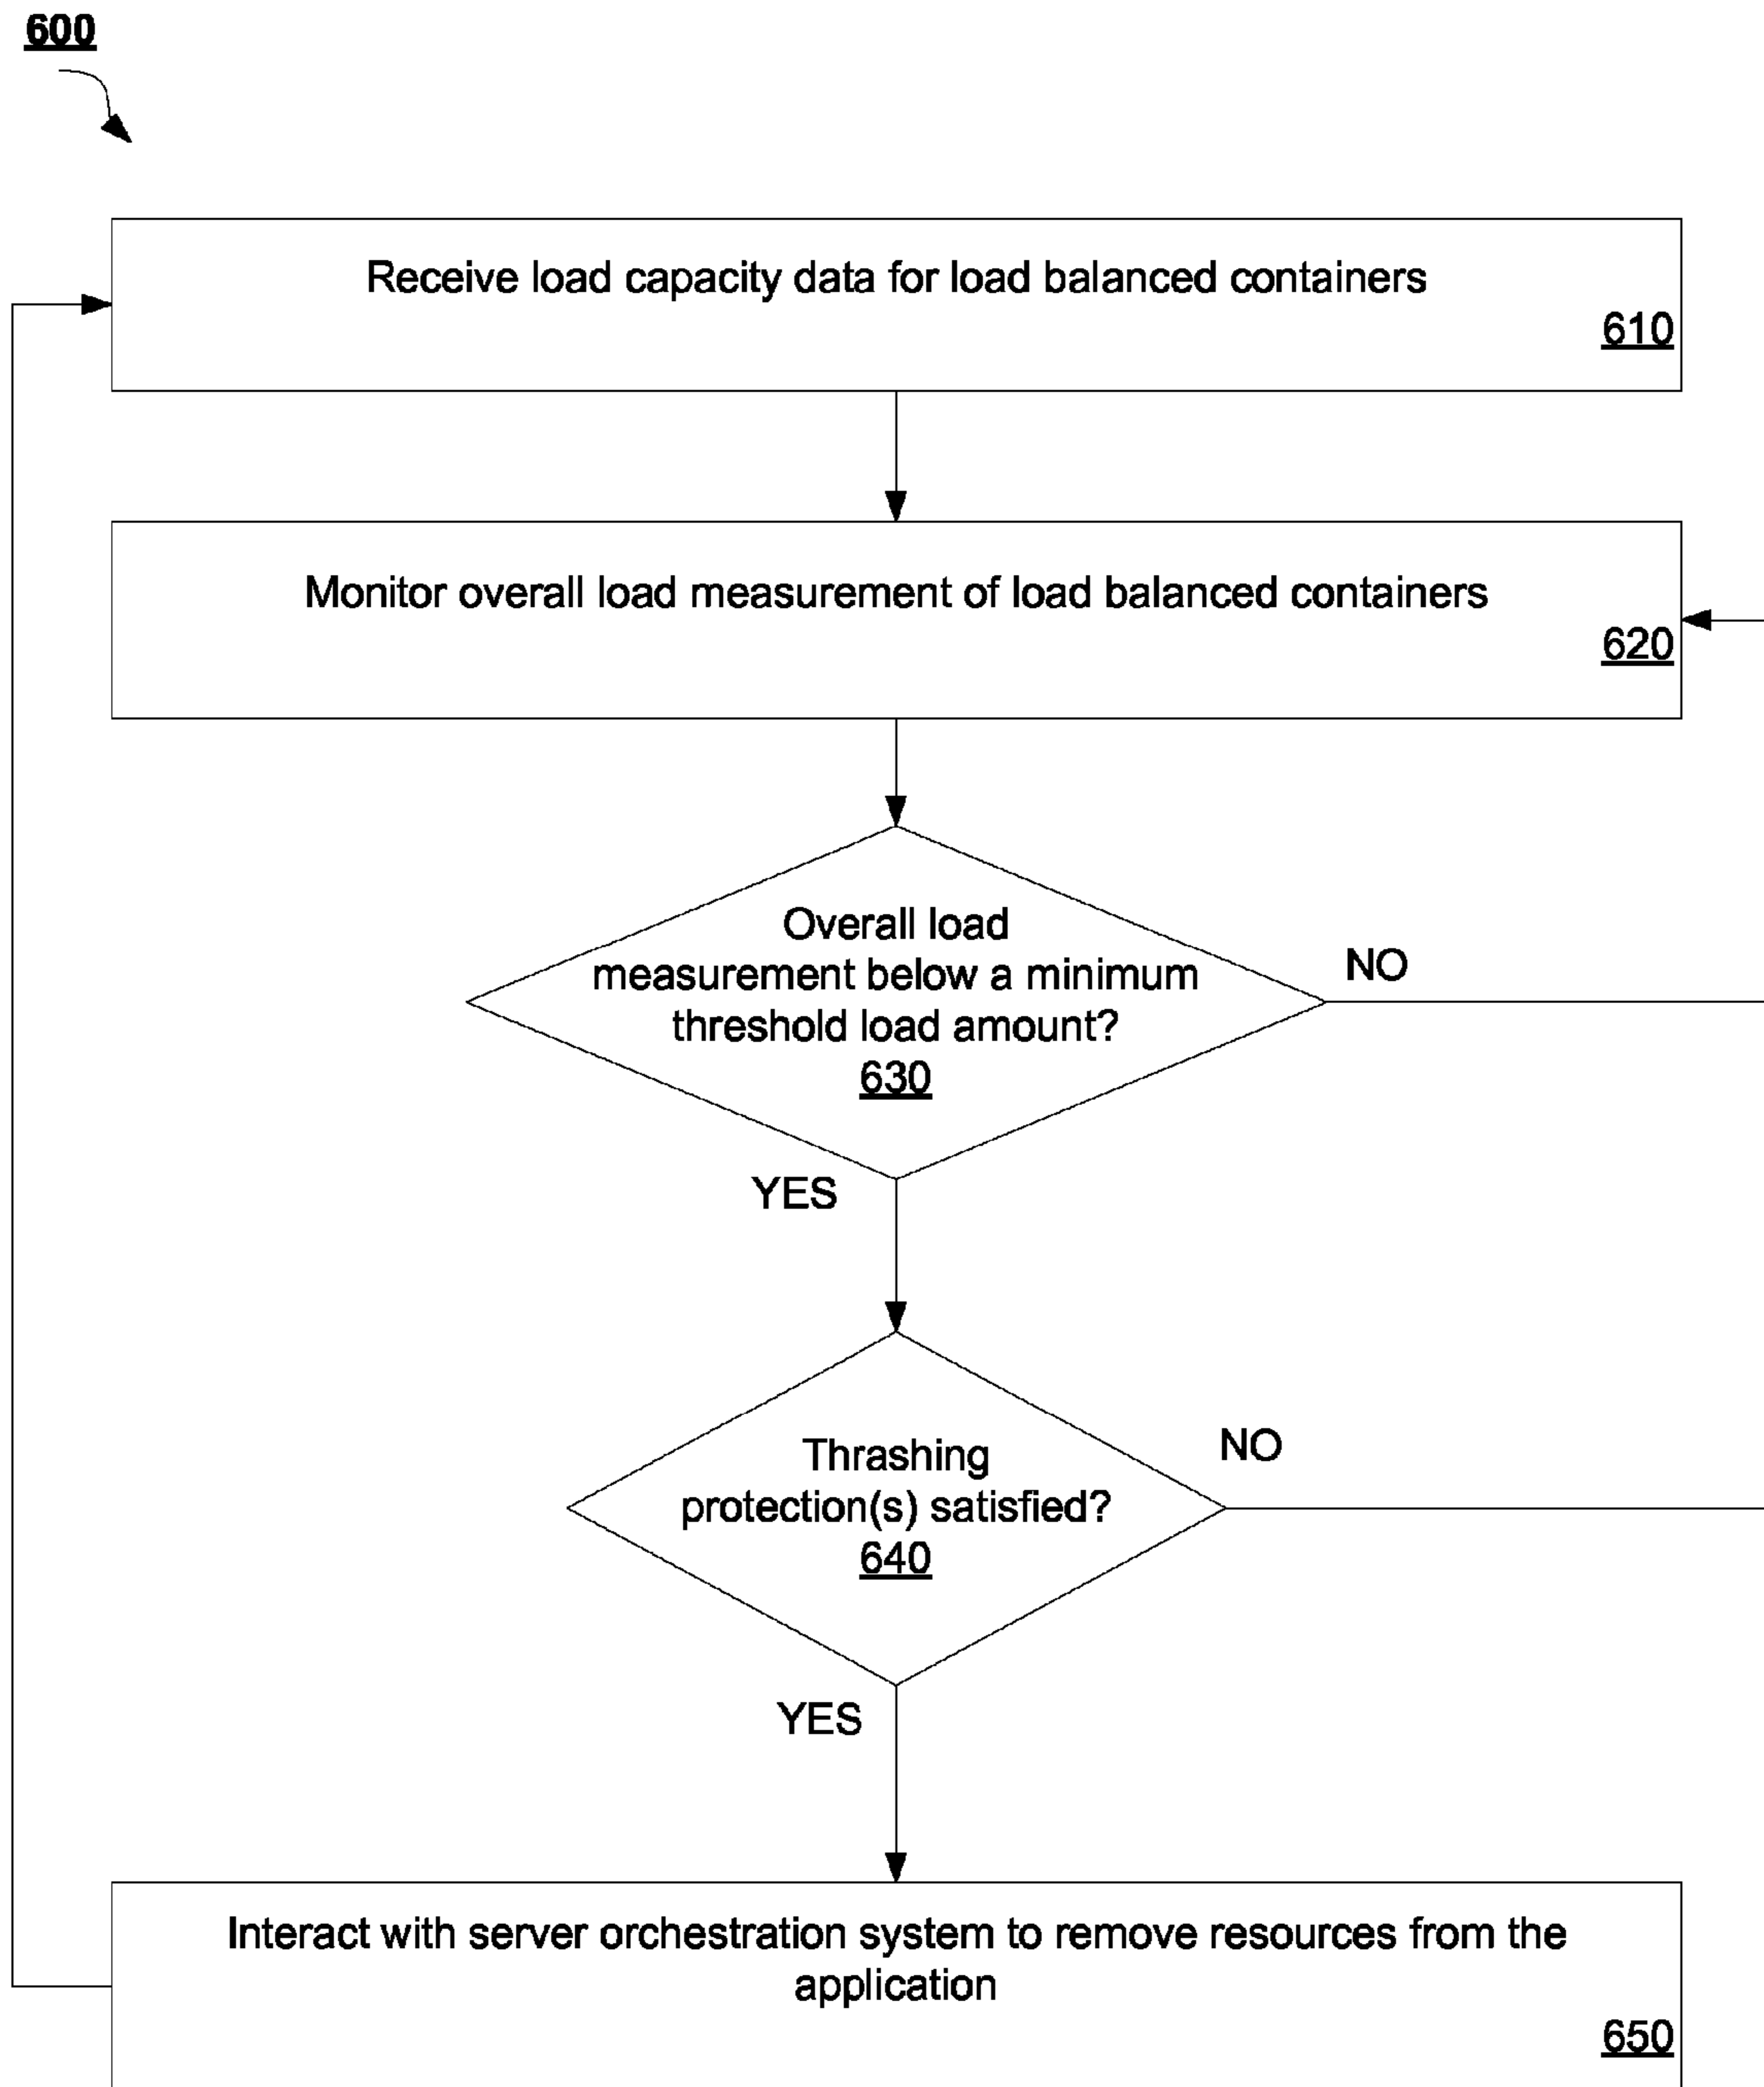 600
Receive load capacity data for load balanced containers
610
Monitor overall load measurement of load balanced containers
620
Overall load
measurement below a minimum
threshold load amount?
630
NO
YES
Thrashing
protection(s) satisfied?
640
NO
YES
Interact with server orchestration system to remove resources from the
application
650